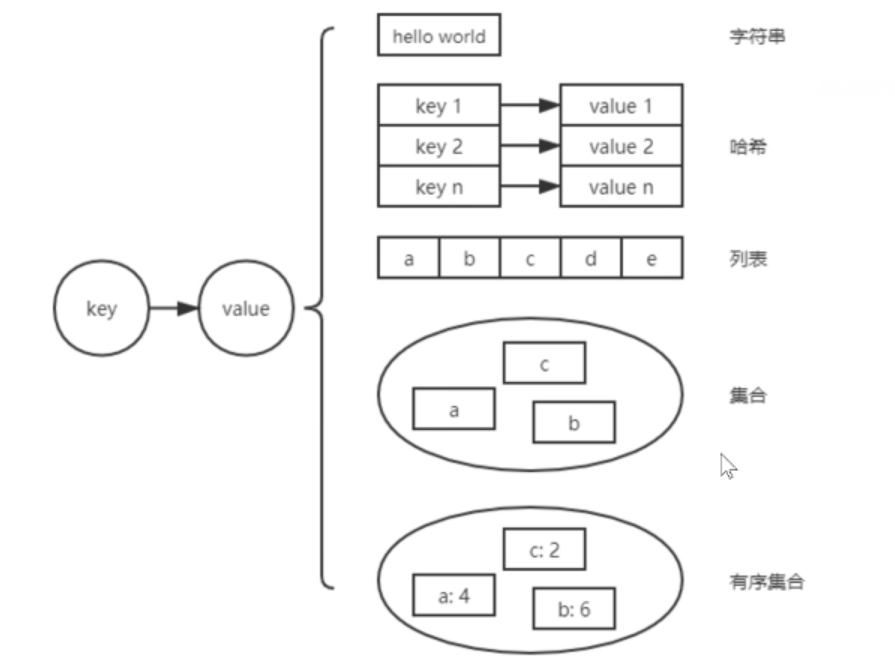 hello world
字符串
key 1
value 1
key 2
value 2
哈希
key n
value n
a
b
c
d
e
列表
key
value
c
a
b
集合
c: 2
a: 4
b: 6
有序集合